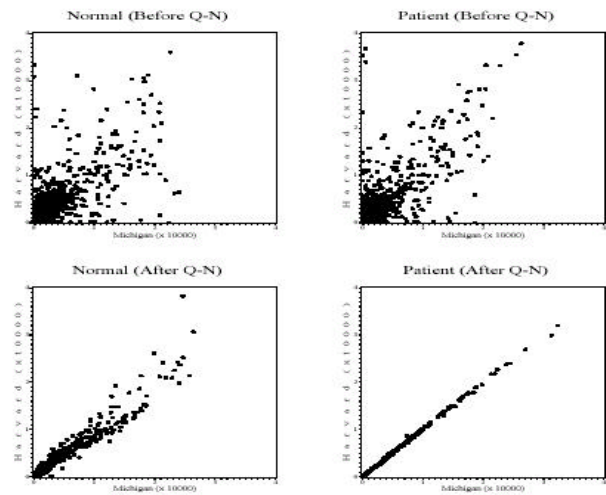 Normal (Before Q-N)
Patient (Before Q-N)
Harvard (x10000)
Harvard (x10000)
Michigan (x 10000)
Michigan (x 10000)
Normal (After Q-N)
Patient (After Q-N)
Harvard (x10000)
Harvard (x10000)
Michigan (x 10000)
Michigan (x 10000)